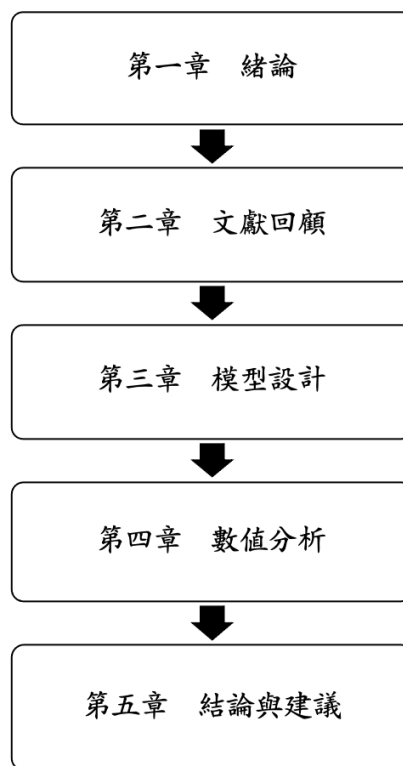 第一章　緒論
第二章　文獻回顧
第三章　模型設計
第四章　數值分析
第五章　結論與建議